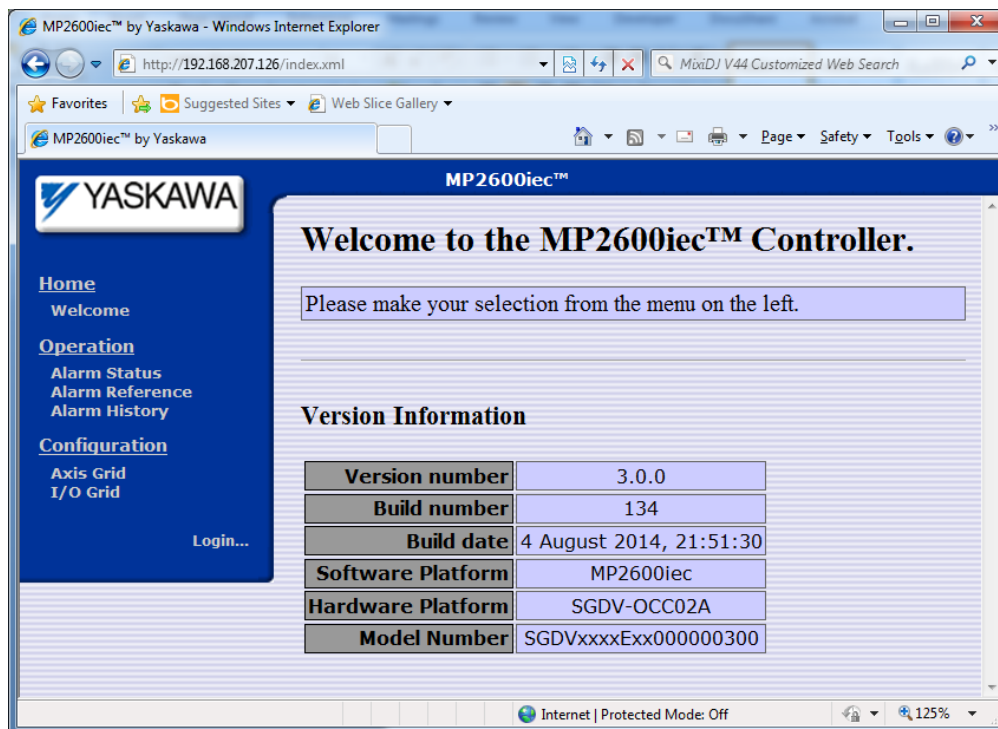 MP2600iec™ by Yaskawa - Windows Internet Explorer
http://192.168.207.126/index.xml
MixiDJ V44 Customized Web Search
Favorites
Suggested Sites
Web Slice Gallery
MP2600iec™ by Yaskawa
Page
Safety
Tools
»
YASKAWA
MP2600iec™
Home
Welcome
Operation
Alarm Status
Alarm Reference
Alarm History
Configuration
Axis Grid
I/O Grid
Login...
Welcome to the MP2600iec™ Controller.
Please make your selection from the menu on the left.
Version Information
Version number 3.0.0
Build number 134
Build date 4 August 2014, 21:51:30
Software Platform MP2600iec
Hardware Platform SGDV-OCC02A
Model Number SGDVxxxxExx000000300
Internet | Protected Mode: Off
125%